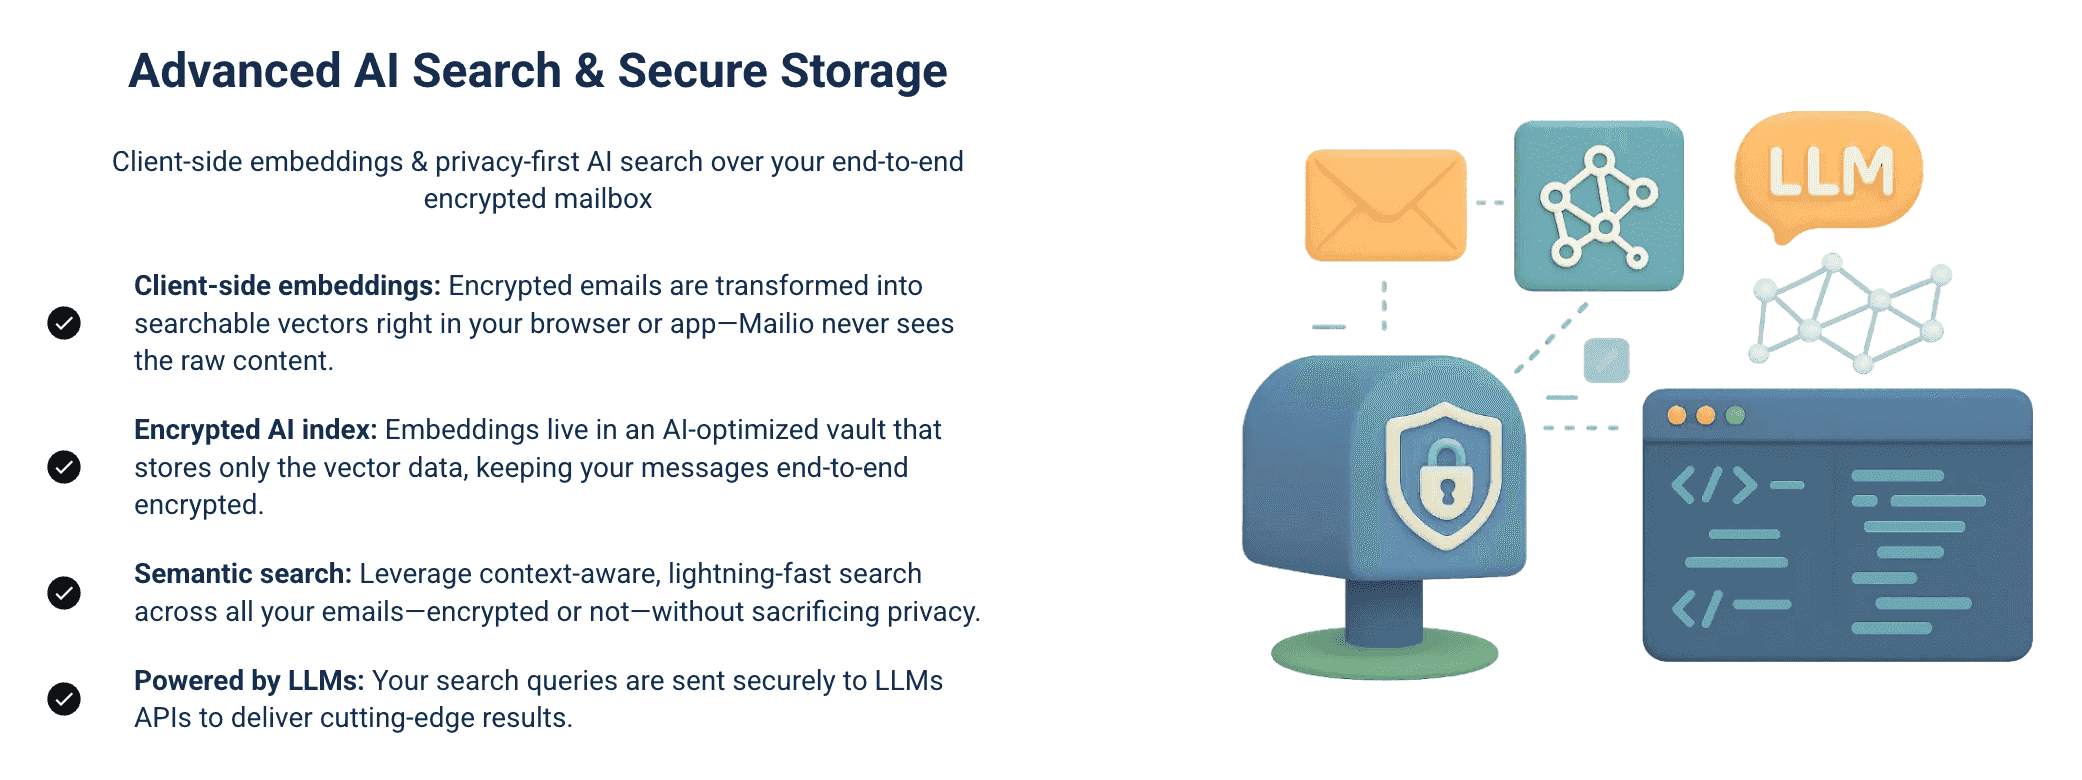 Advanced AI Search & Secure Storage
Client-side embeddings & privacy-first AI search over your end-to-end
encrypted mailbox
Client-side embeddings: Encrypted emails are transformed into
searchable vectors right in your browser or app—Mailio never sees
the raw content.
Encrypted AI index: Embeddings live in an AI-optimized vault that
stores only the vector data, keeping your messages end-to-end
encrypted.
Semantic search: Leverage context-aware, lightning-fast search
across all your emails—encrypted or not—without sacrificing privacy.
Powered by LLMs: Your search queries are sent securely to LLMs
APIs to deliver cutting-edge results.
LLM